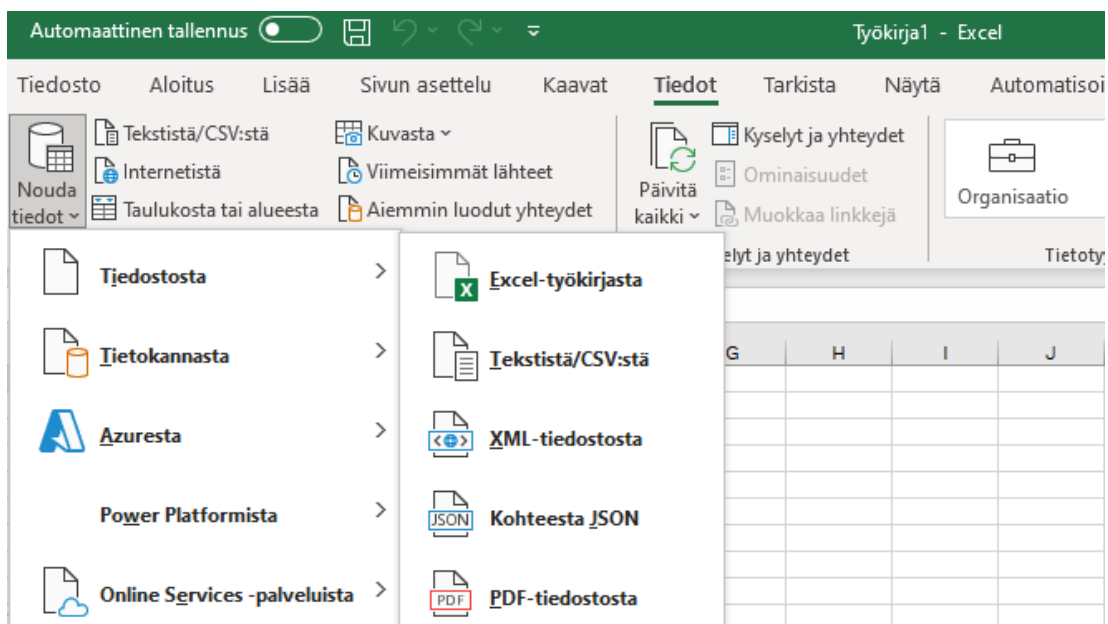 Automaattinen tallennus
Työkirja1 - Excel
Tiedosto Aloitus Lisää Sivun asettelu Kaavat Tiedot Tarkista Näytä Automatisoi
Nouda tiedot
Tekstistä/CSV:stä
Internetistä
Taulukosta tai alueesta
Kuvasta
Viimeisimmät lähteet
Aiemmin luodut yhteydet
Päivitä
kaikki
Kyselyt ja yhteydet
Ominaisuudet
Muokkaa linkkejä
elyt ja yhteydet
Organisaatio
Tietoty
Tiedostosta
Tietokannasta
Azuresta
Power Platformista
Online Services -palveluista
Excel-työkirjasta
Tekstistä/CSV:stä
XML-tiedostosta
JSON
Kohteesta JSON
PDF
PDF-tiedostosta
G H I J